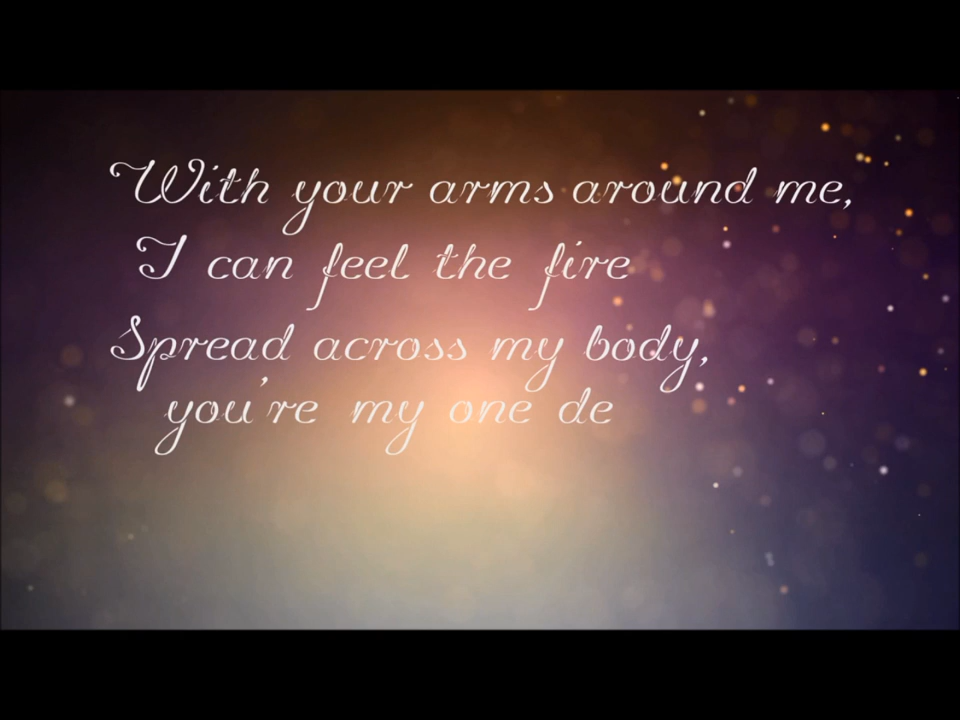 With your arms around me,
I can feel the fire
Spread across my body,
you're my one de